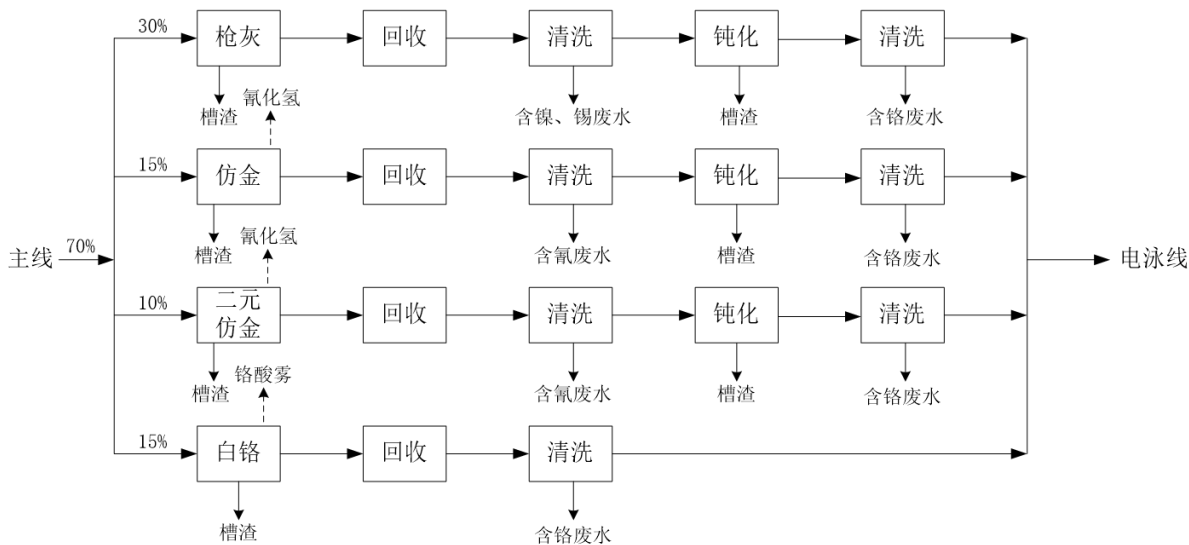 30%
枪灰
回收
清洗
钝化
清洗
槽渣
氰化氢
含镍、锡废水
槽渣
含铬废水
15%
仿金
回收
清洗
钝化
清洗
槽渣
氰化氢
含氰废水
槽渣
含铬废水
主线
70%
电泳线
10%
二元
仿金
回收
清洗
钝化
清洗
槽渣
铬酸雾
含氰废水
槽渣
含铬废水
15%
白铬
回收
清洗
槽渣
含铬废水